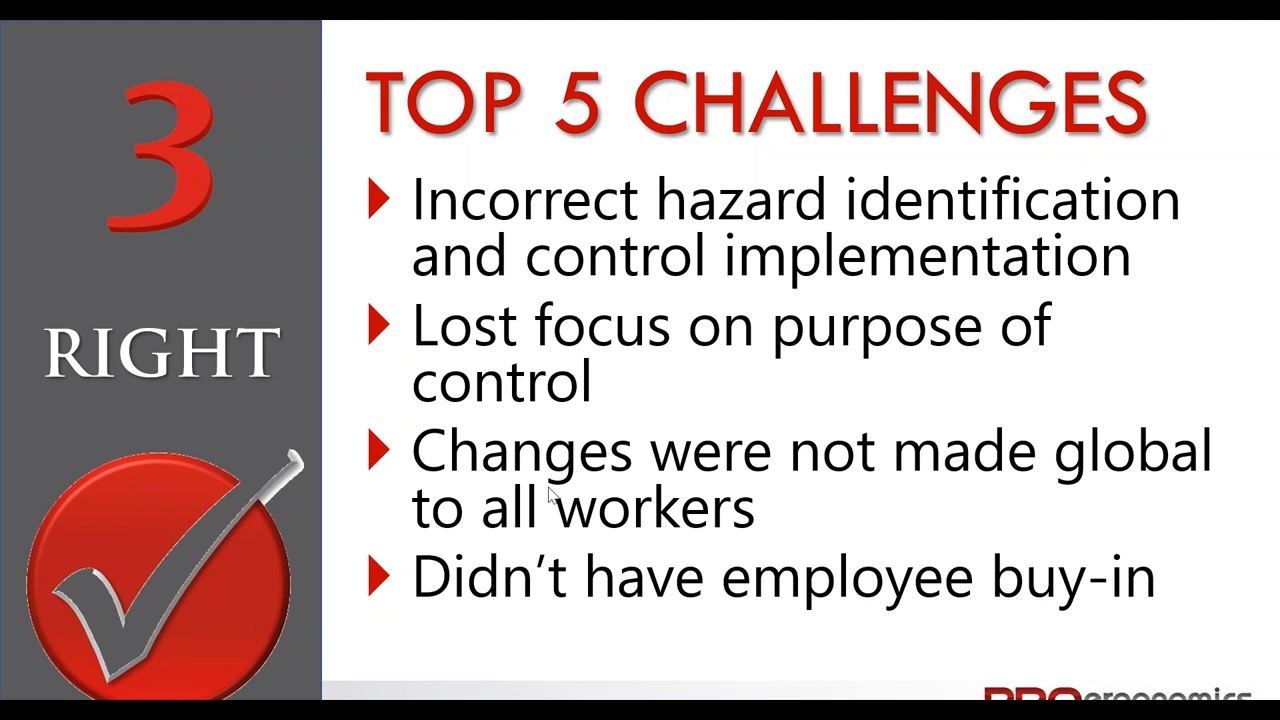 3
RIGHT
TOP 5 CHALLENGES
Incorrect hazard identification
and control implementation
Lost focus on purpose of
control
Changes were not made global
to all workers
Didn’t have employee buy-in
PROergonomics